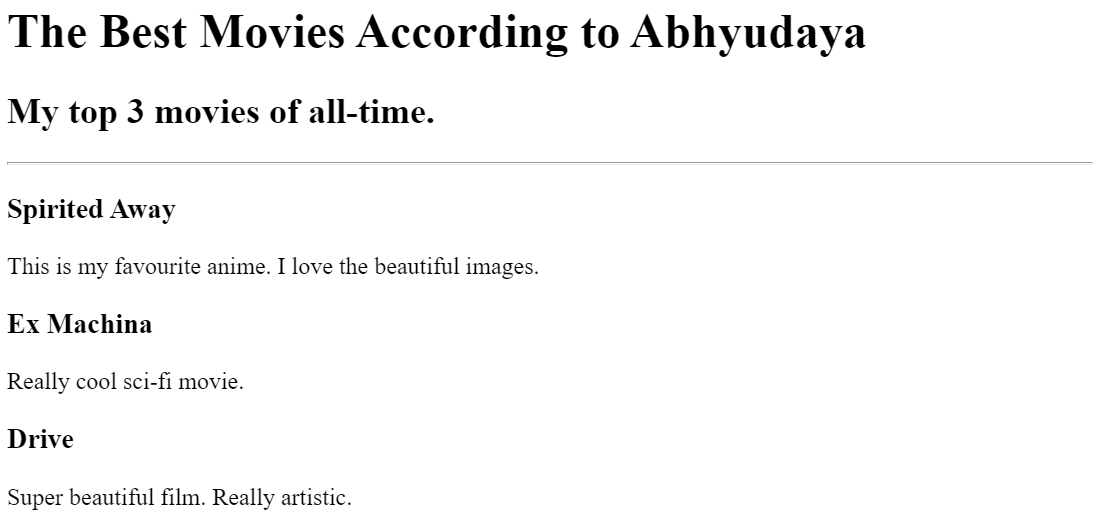 The Best Movies According to Abhyudaya
My top 3 movies of all-time.
Spirited Away
This is my favourite anime. I love the beautiful images.
Ex Machina
Really cool sci-fi movie.
Drive
Super beautiful film. Really artistic.